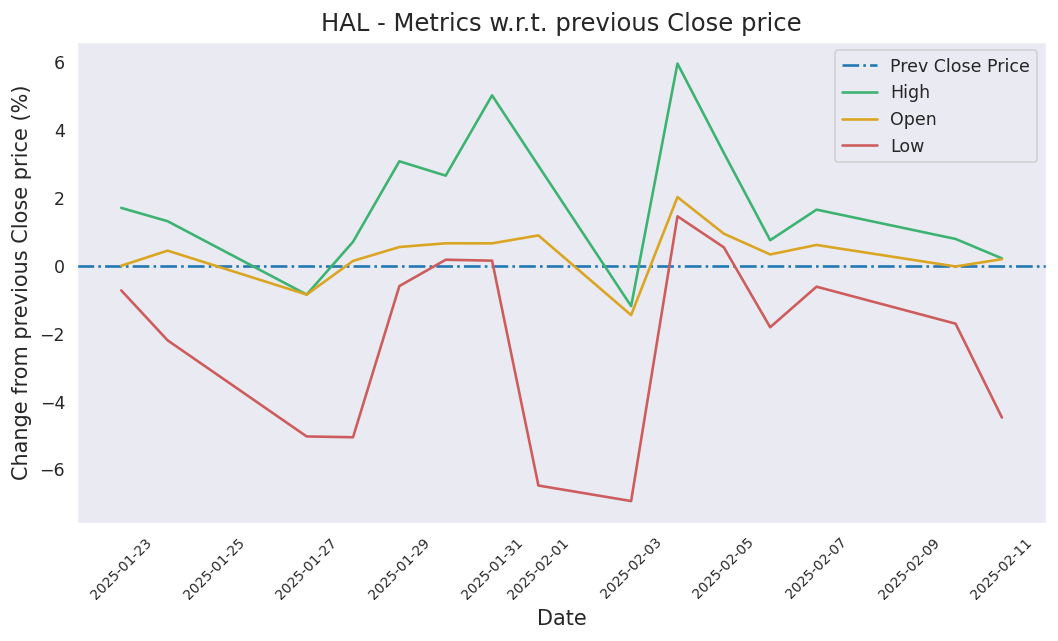 HAL - Metrics w.r.t. previous Close price
Change from previous Close price (%)
6
4
2
0
−2
−4
−6
Prev Close Price
High
Open
Low
2025-01-23
2025-01-25
2025-01-27
2025-01-29
2025-01-31
2025-02-01
2025-02-03
2025-02-05
2025-02-07
2025-02-09
2025-02-11
Date